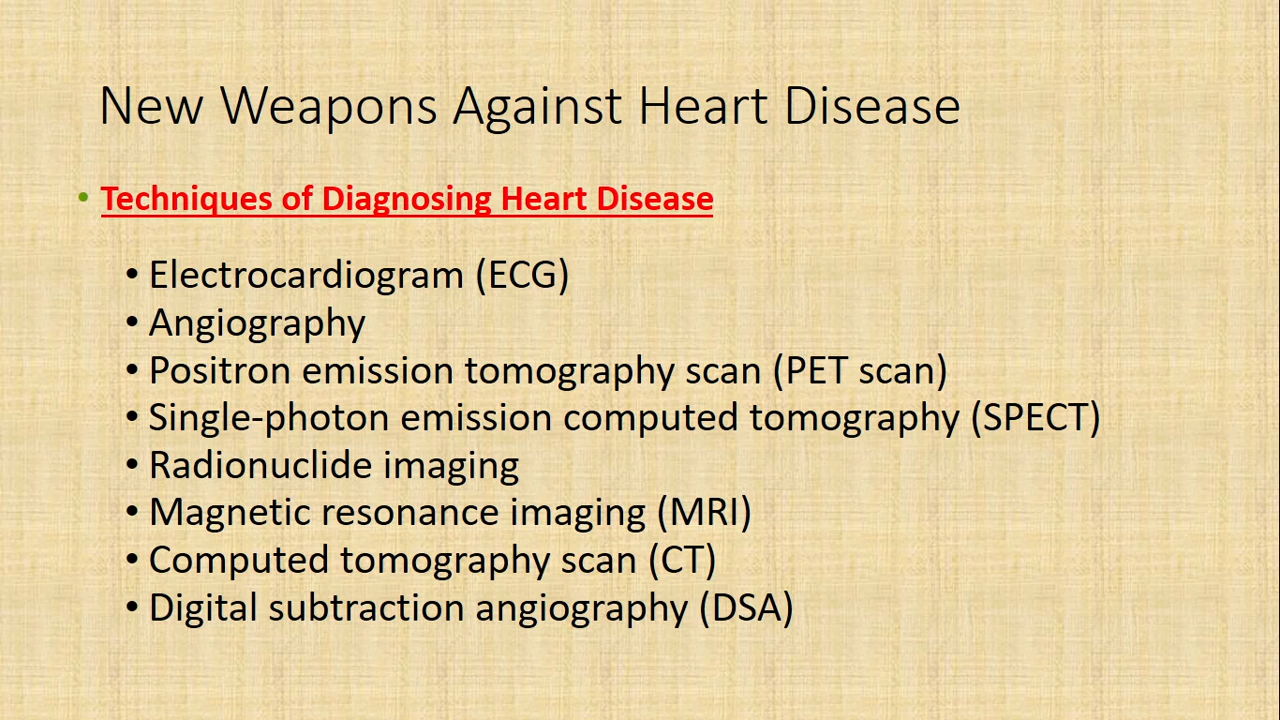 New Weapons Against Heart Disease
• Techniques of Diagnosing Heart Disease
• Electrocardiogram (ECG)
• Angiography
• Positron emission tomography scan (PET scan)
• Single-photon emission computed tomography (SPECT)
• Radionuclide imaging
• Magnetic resonance imaging (MRI)
• Computed tomography scan (CT)
• Digital subtraction angiography (DSA)